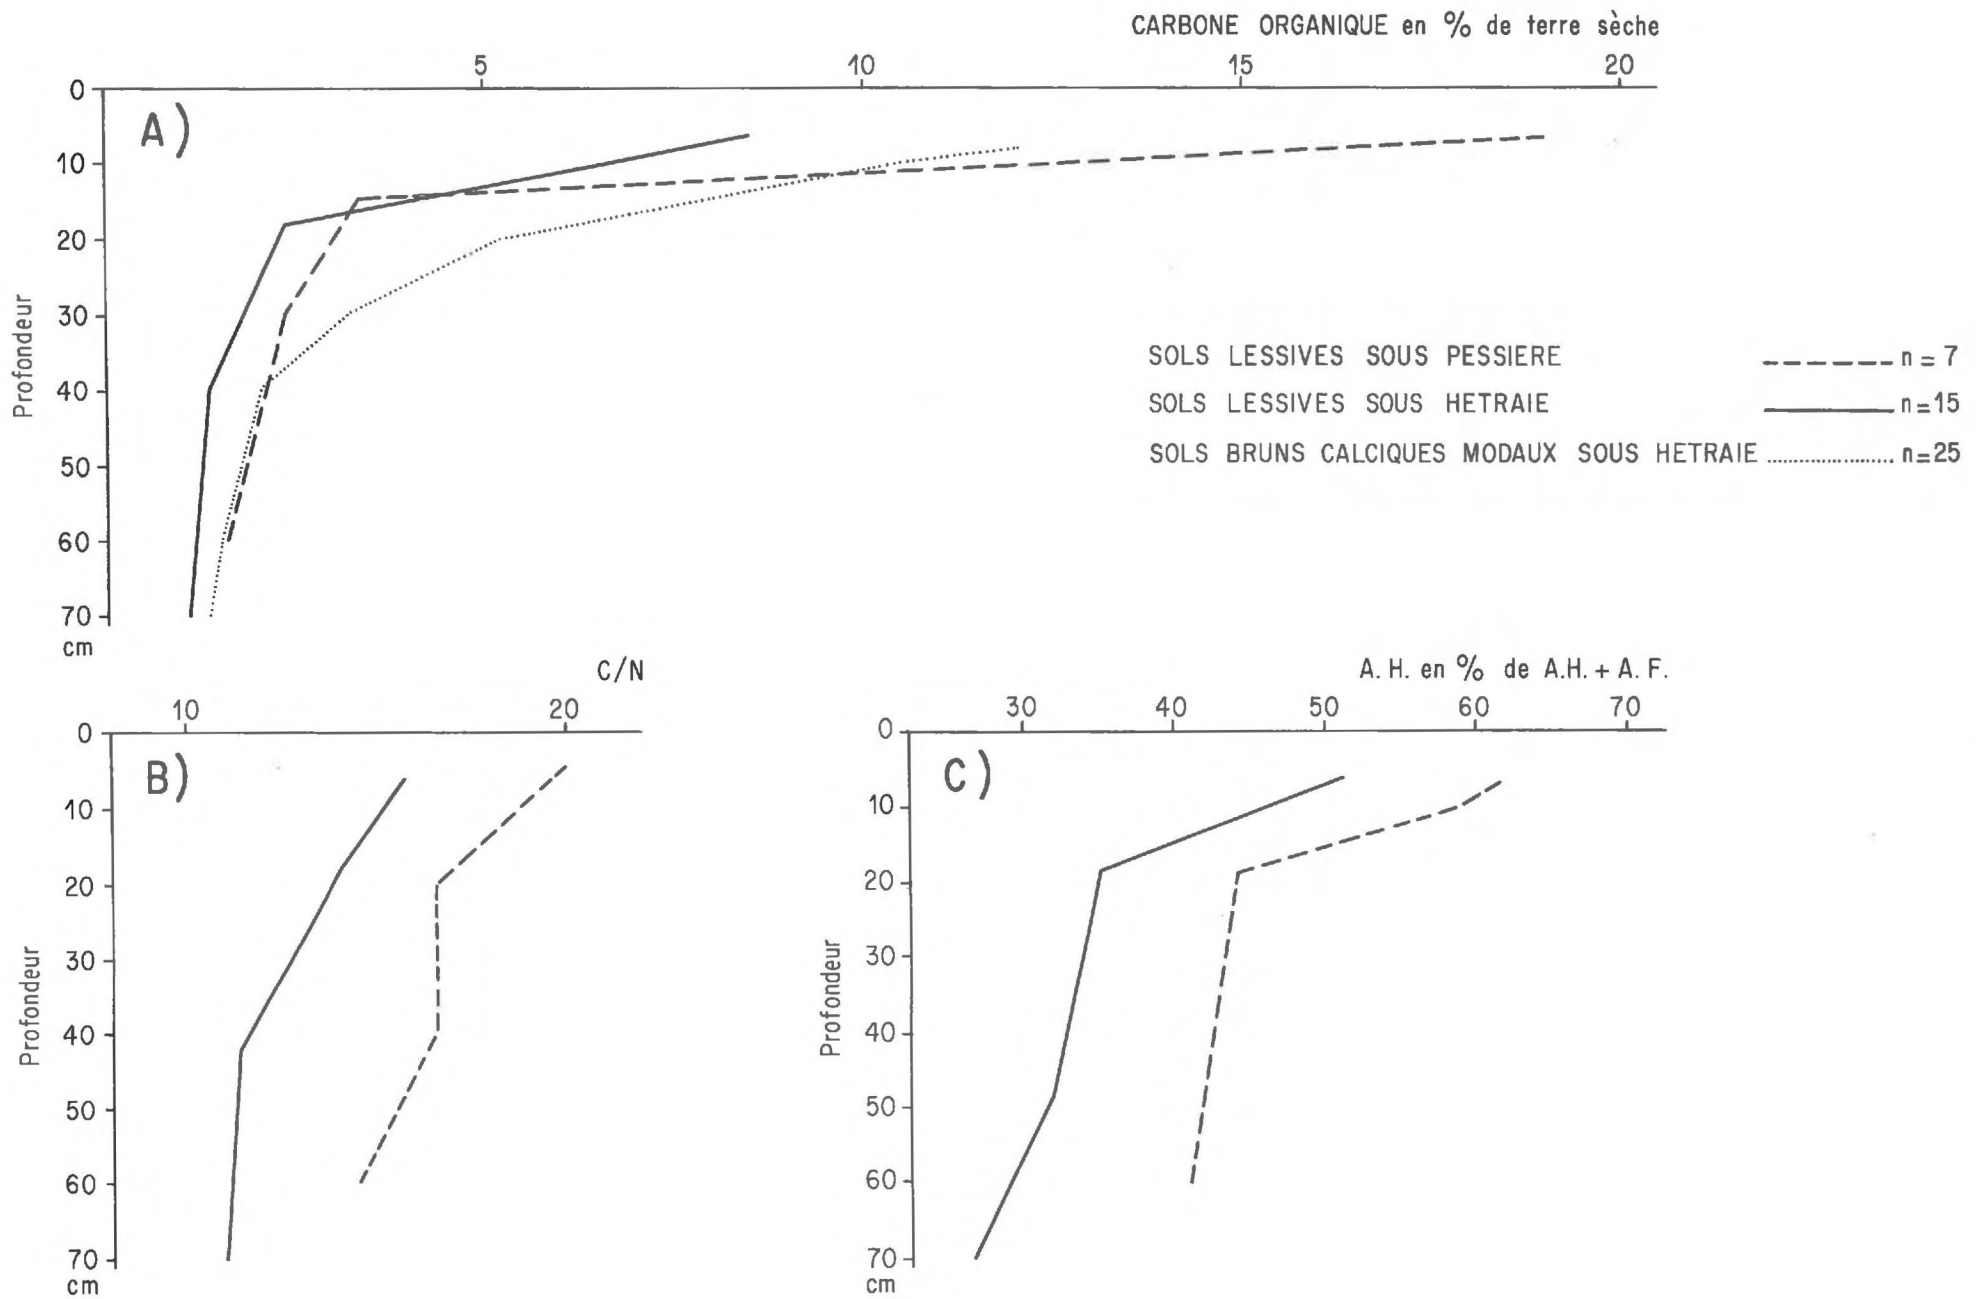 CARBONE ORGANIQUE en % de terre sèche
5 10 15 20
0
A)
10
20
30
40
50
60
70
cm
Profondeur
SOLS LESSIVES SOUS PESSIERE n=7
SOLS LESSIVES SOUS HETRAIE n=15
SOLS BRUNS CALCIQUES MODAUX SOUS HETRAIE n=25
C/N
10 20
0
B)
10
20
30
40
50
60
70
cm
Profondeur
A.H. en % de A.H. + A.F.
30 40 50 60 70
0
C)
10
20
30
40
50
60
70
cm
Profondeur